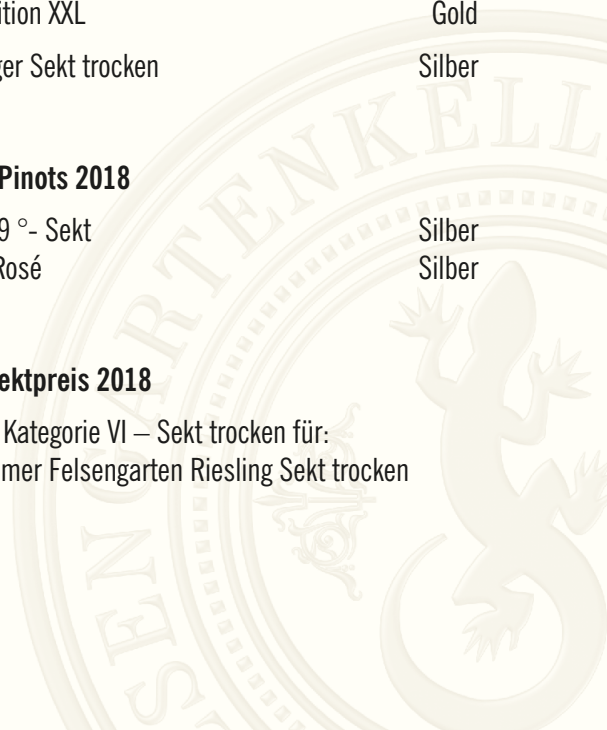 ition XXL Gold
ger Sekt trocken Silber
Pinots 2018
9 °- Sekt Silber
Rosé Silber
ektpreis 2018
Kategorie VI – Sekt trocken für:
mer Felsengarten Riesling Sekt trocken
SENGARTENKELL